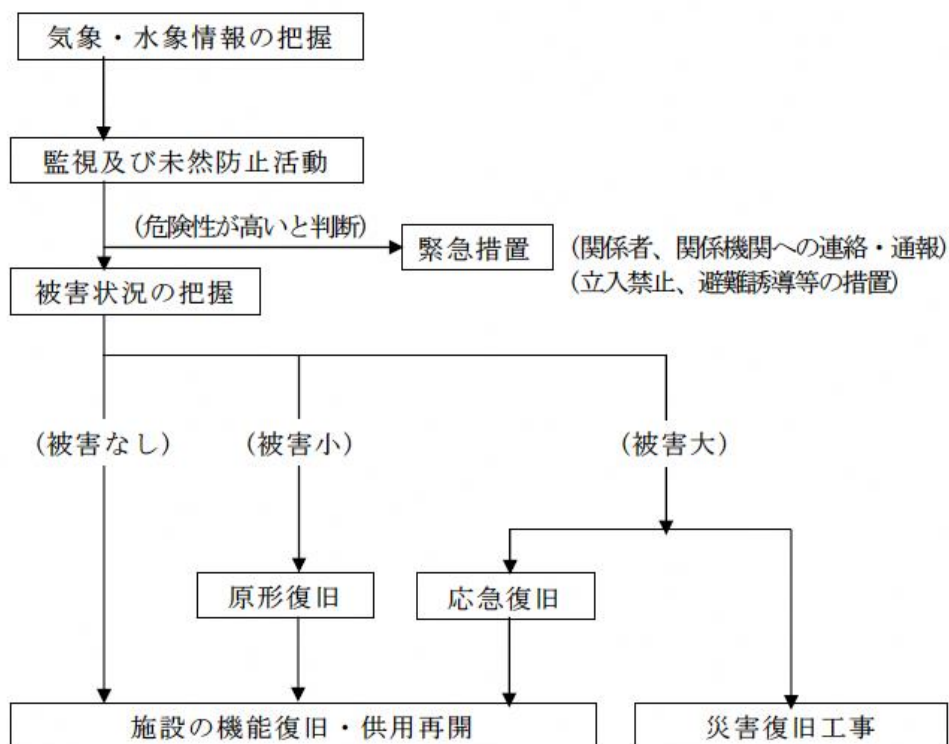 気象・水象情報の把握
監視及び未然防止活動
(危険性が高いと判断)
緊急措置
(関係者、関係機関への連絡・通報)
(立入禁止、避難誘導等の措置)
被害状況の把握
(被害なし)
(被害小)
(被害大)
原形復旧
応急復旧
施設の機能復旧・供用再開
災害復旧工事